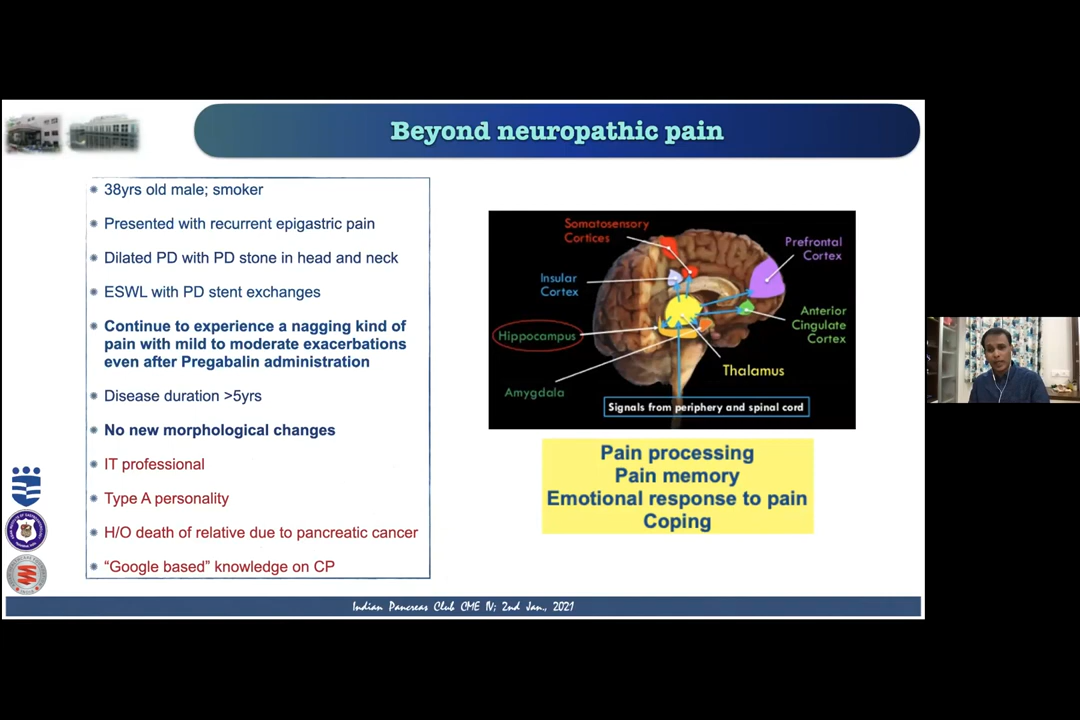 Beyond neuropathic pain
38yrs old male; smoker
Presented with recurrent epigastric pain
Dilated PD with PD stone in head and neck
ESWL with PD stent exchanges
Continue to experience a nagging kind of
pain with mild to moderate exacerbations
even after Pregabalin administration
Disease duration >5yrs
No new morphological changes
IT professional
Type A personality
H/O death of relative due to pancreatic cancer
“Google based” knowledge on CP
Somatosensory
Cortices
Prefrontal
Cortex
Insular
Cortex
Anterior
Cingulate
Cortex
Hippocampus
Thalamus
Amygdala
Signals from periphery and spinal cord
Pain processing
Pain memory
Emotional response to pain
Coping
Indian Pancreas Club CME IV; 2nd Jan., 2021